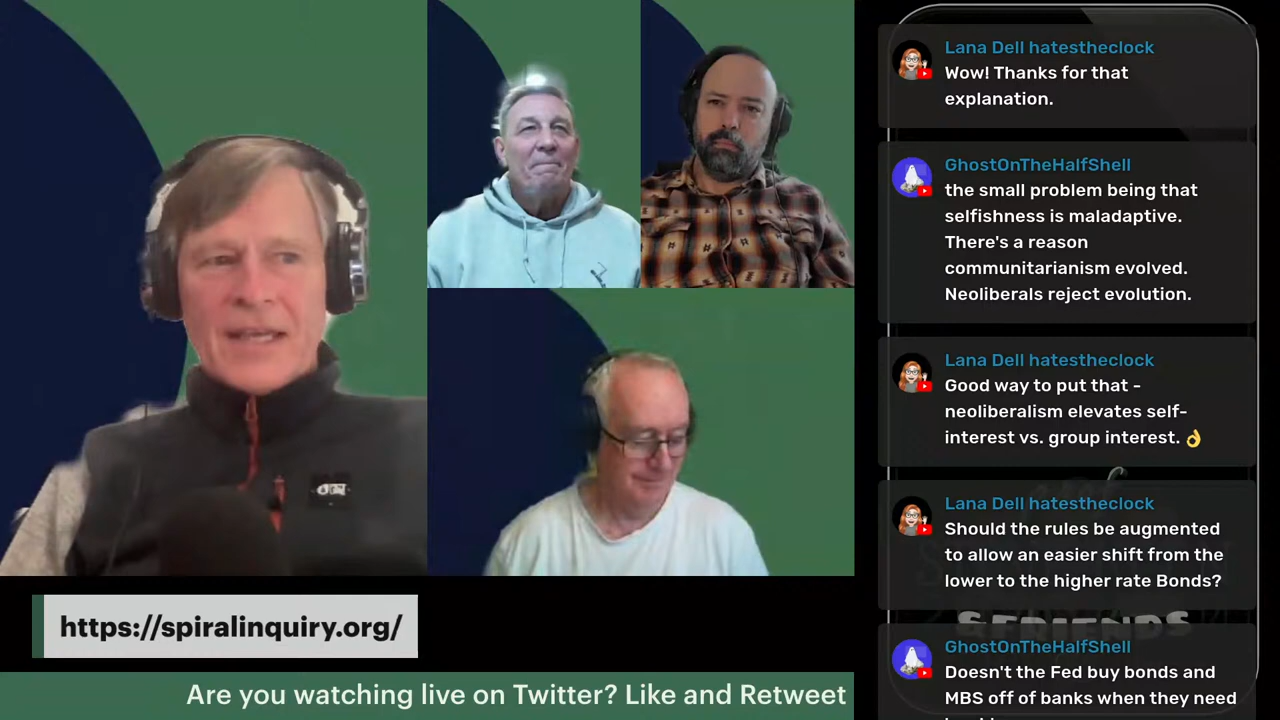 Lana Dell hatestheclock
Wow! Thanks for that
explanation.
GhostOnTheHalfShell
the small problem being that
selfishness is maladaptive.
There's a reason
communitarianism evolved.
Neoliberals reject evolution.
Lana Dell hatestheclock
Good way to put that -
neoliberalism elevates self-
interest vs. group interest. 👌
Lana Dell hatestheclock
Should the rules be augmented
to allow an easier shift from the
lower to the higher rate Bonds?
&FRIENDS
GhostOnTheHalfShell
Doesn't the Fed buy bonds and
MBS off of banks when they need
https://spiralinquiry.org/
Are you watching live on Twitter? Like and Retweet